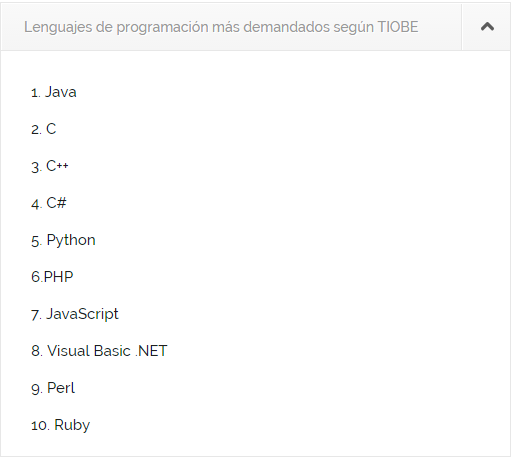 Lenguajes de programación más demandados según TIOBE
1. Java
2. C
3. C++
4. C#
5. Python
6.PHP
7. JavaScript
8. Visual Basic .NET
9. Perl
10. Ruby